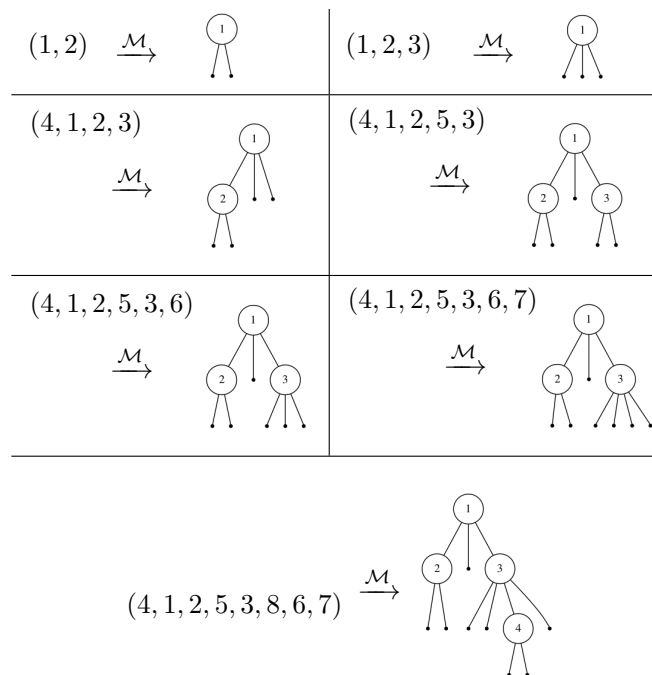 (1, 2) M→ 1
(1, 2, 3) M→ 1
(4, 1, 2, 3)
M→
1
2
(4, 1, 2, 5, 3)
M→
1
2 3
(4, 1, 2, 5, 3, 6)
M→
1
2 3
(4, 1, 2, 5, 3, 6, 7)
M→
1
2 3
(4, 1, 2, 5, 3, 8, 6, 7) M→
1
2 3
4